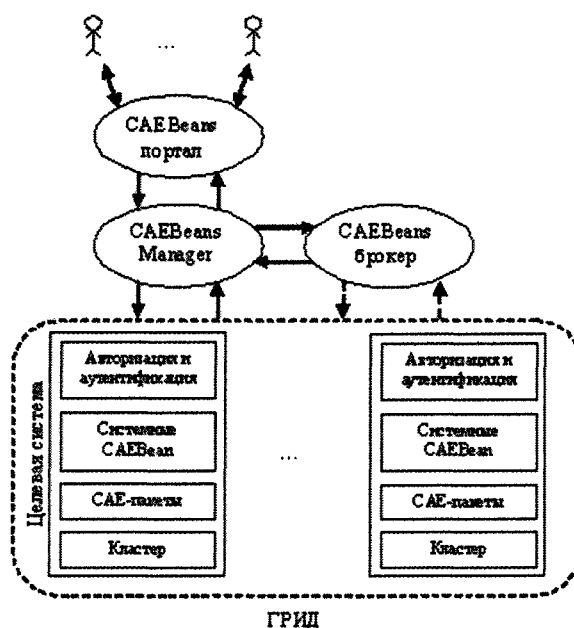 ...
CAEBeans
портал
CAEBeans
Manager
CAEBeans
брокер
Целевая система
Авторизация и
аутентификация
Системные
CAEBean
CAE-пакеты
Кластер
...
Авторизация и
аутентификация
Системные
CAEBean
CAE-пакеты
Кластер
ГРИД